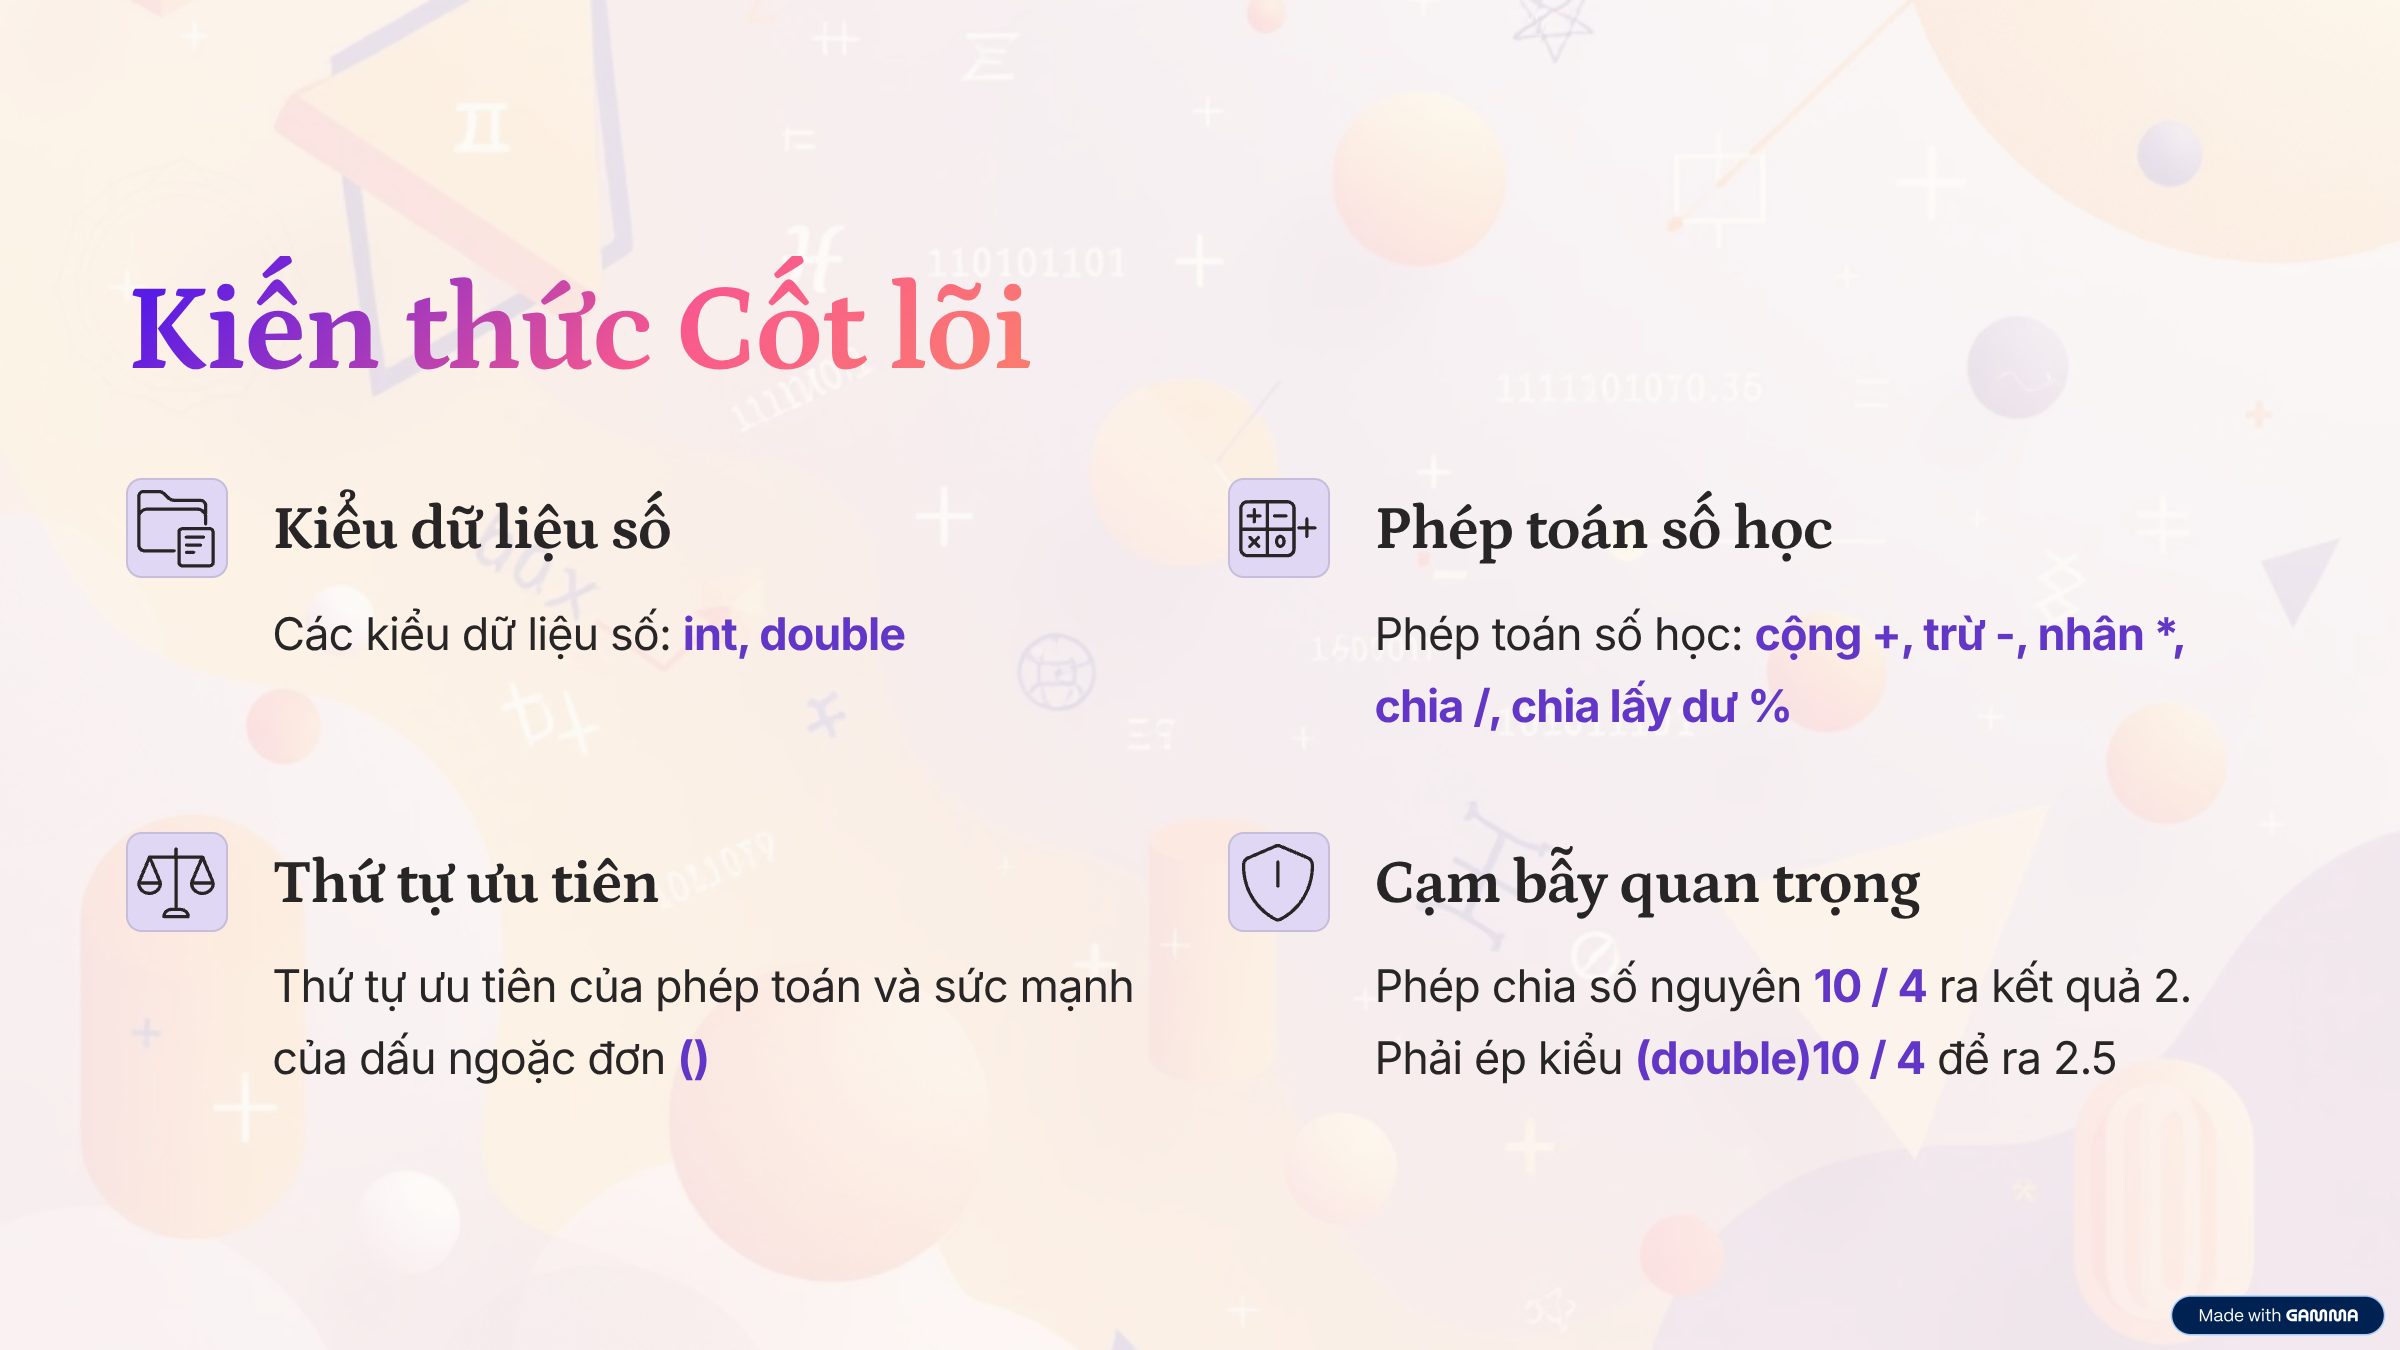 Kiến thức Cốt lõi
Kiểu dữ liệu số
Các kiểu dữ liệu số: int, double
Phép toán số học
Phép toán số học: cộng +, trừ -, nhân *,
chia /, chia lấy dư %
Thứ tự ưu tiên
Thứ tự ưu tiên của phép toán và sức mạnh
của dấu ngoặc đơn ()
Cạm bẫy quan trọng
Phép chia số nguyên 10 / 4 ra kết quả 2.
Phải ép kiểu (double)10 / 4 để ra 2.5
Made with GAMMA
110101101